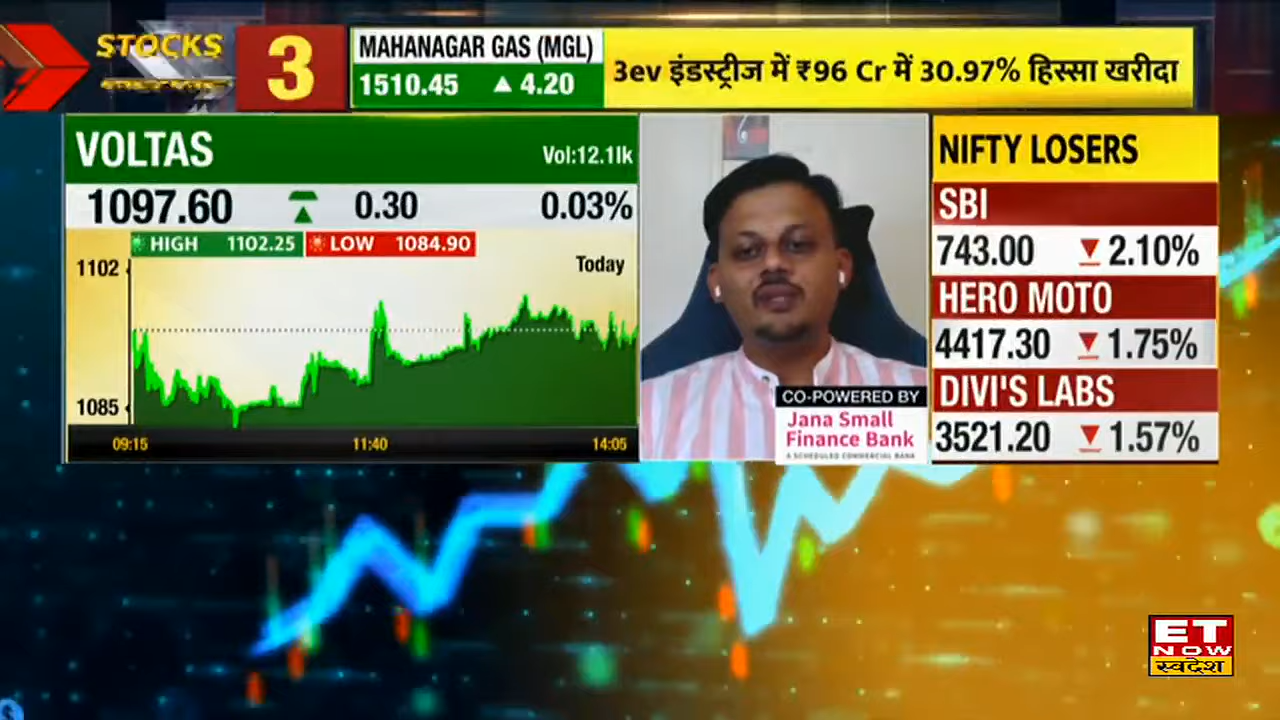 STOCKS
3
MAHANAGAR GAS (MGL)
1510.45 ▲ 4.20
3ev इंडस्ट्रीज में ₹96 Cr में 30.97% हिस्सा खरीदा
VOLTAS Vol:12.1lk
1097.60 0.30 0.03%
HIGH 1102.25 LOW 1084.90
1102 Today
1085
09:15 11:40 14:05
CO-POWERED BY
Jana Small
Finance Bank
A SCHEDULED COMMERCIAL BANK
NIFTY LOSERS
SBI
743.00 ▼ 2.10%
HERO MOTO
4417.30 ▼ 1.75%
DIVI'S LABS
3521.20 ▼ 1.57%
ET
NOW
स्वदेश